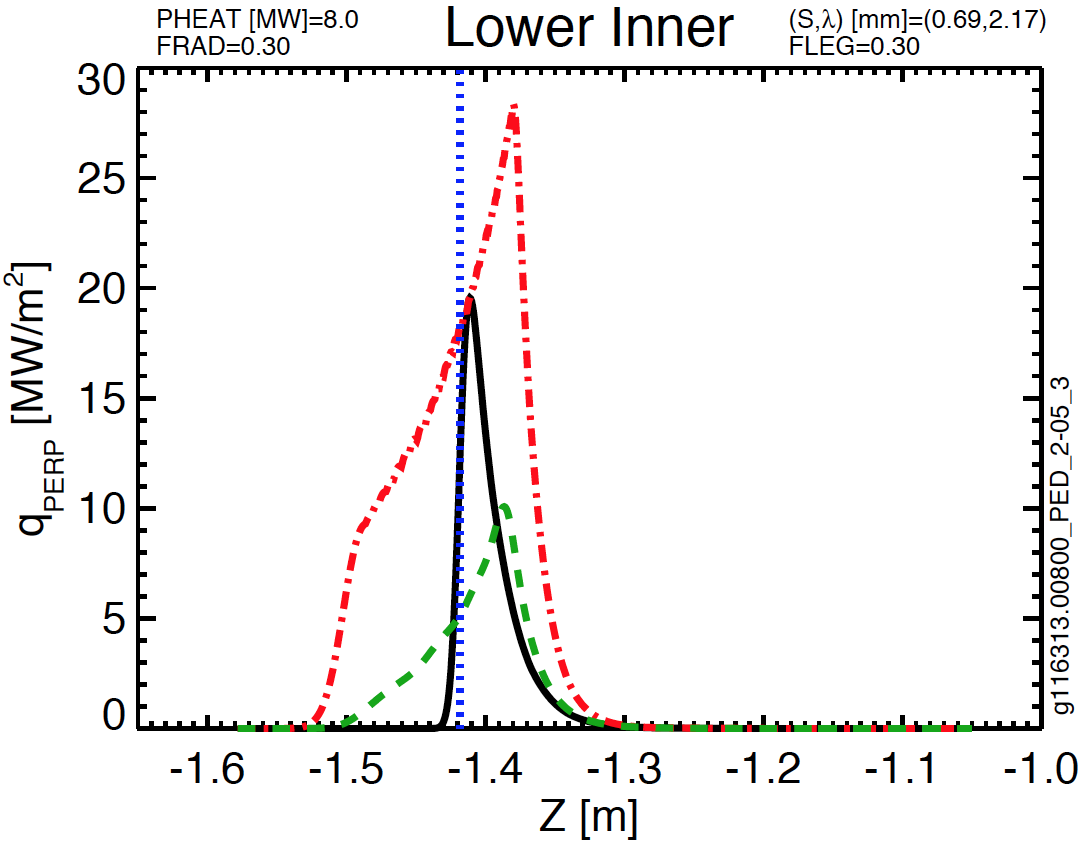 PHEAT [MW]=8.0
FRAD=0.30
Lower Inner
(S,λ) [mm]=(0.69,2.17)
FLEG=0.30
30
25
20
15
10
5
0
qPERP [MW/m²]
-1.6 -1.5 -1.4 -1.3 -1.2 -1.1 -1.0
Z [m]
g116313.00800_PED_2-05_3